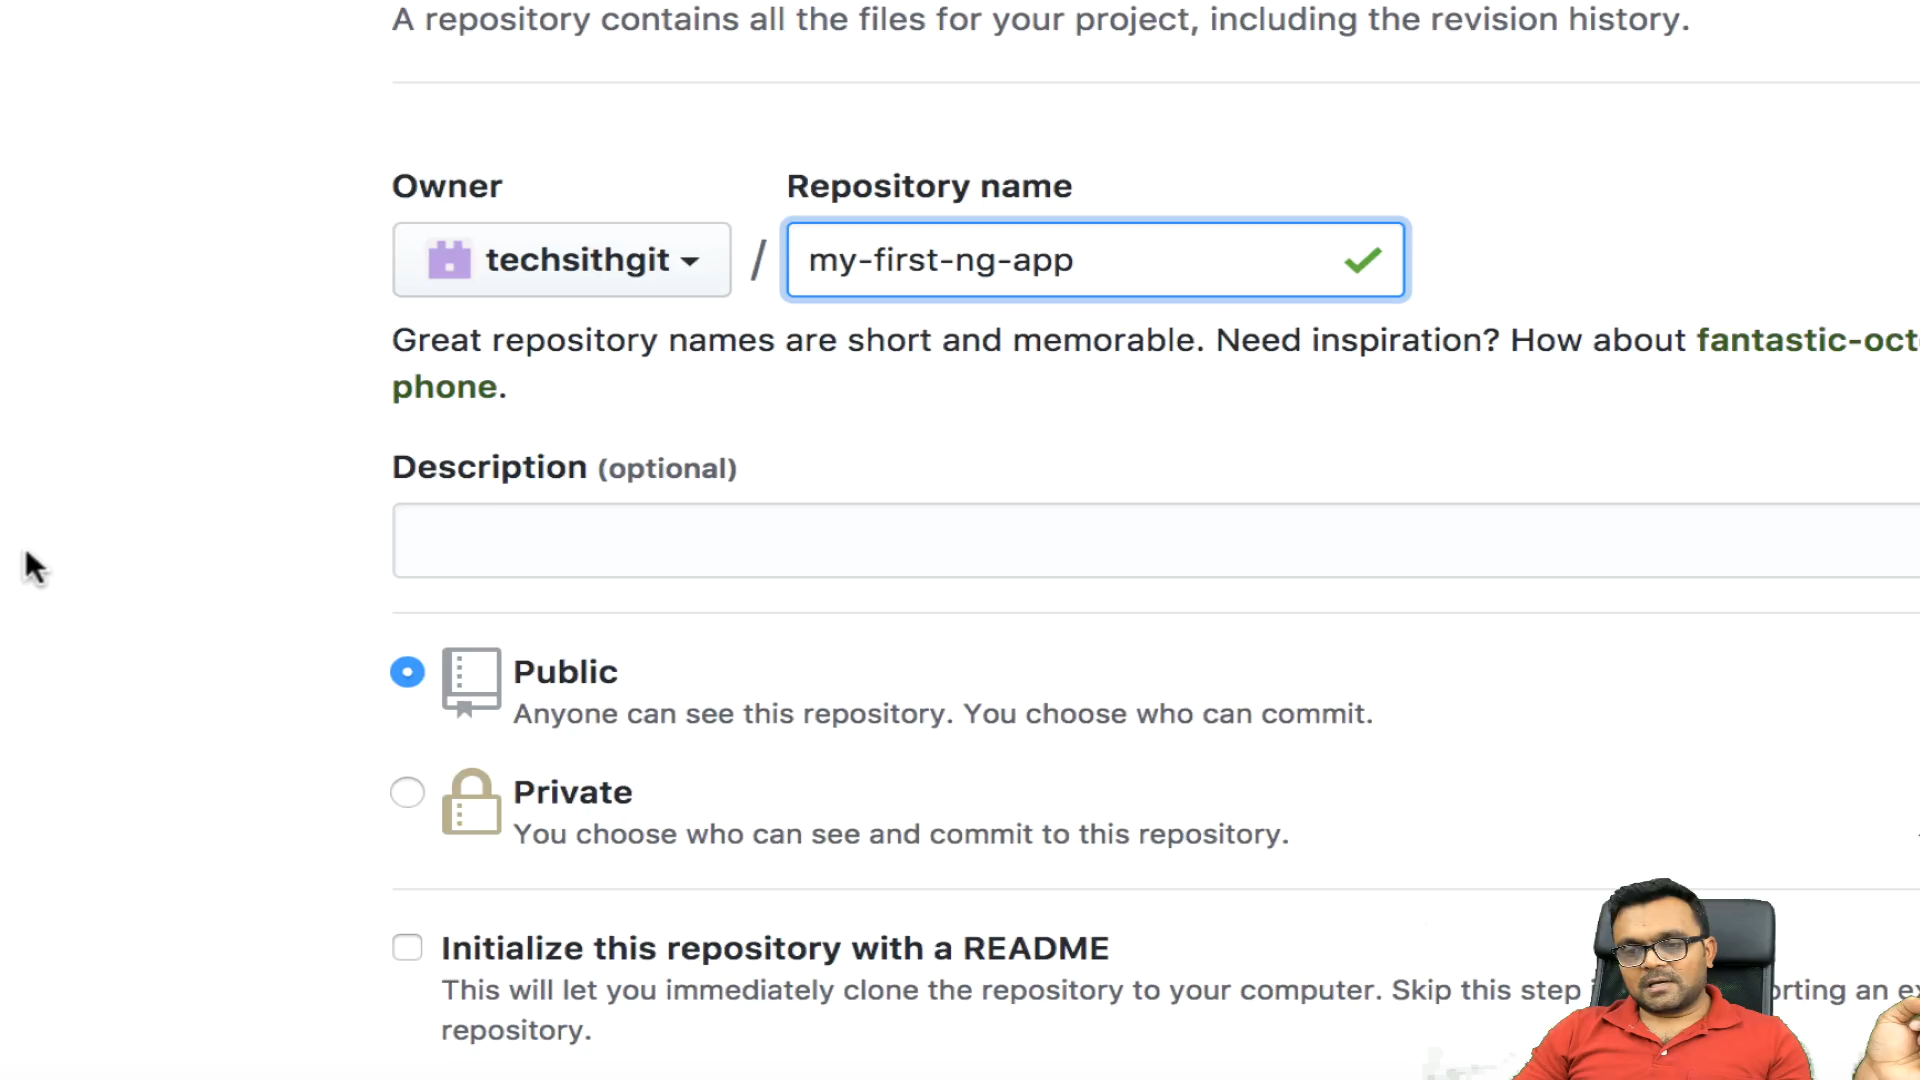 A repository contains all the files for your project, including the revision history.
Owner
Repository name
techsithgit / my-first-ng-app
Great repository names are short and memorable. Need inspiration? How about fantastic-oct
phone.
Description (optional)
Public
Anyone can see this repository. You choose who can commit.
Private
You choose who can see and commit to this repository.
Initialize this repository with a README
This will let you immediately clone the repository to your computer. Skip this step
repository.